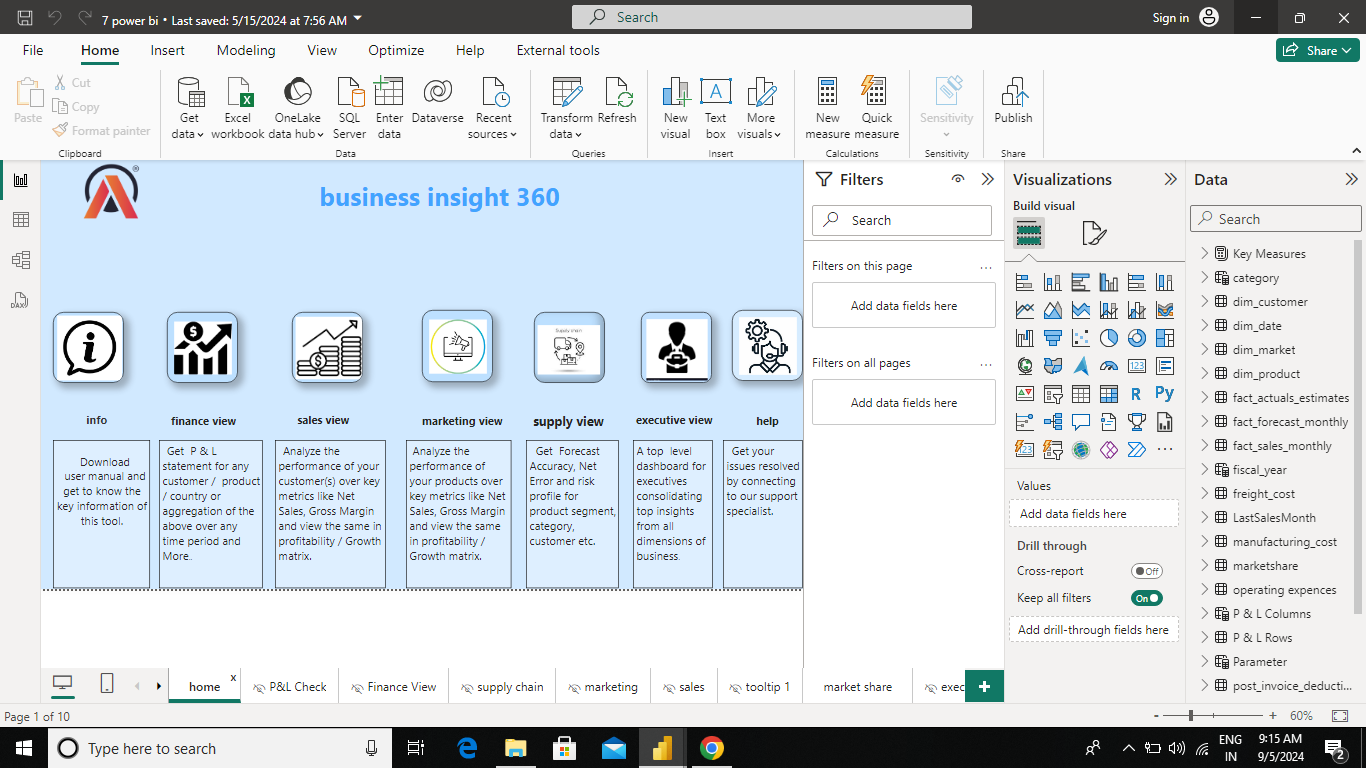 7 power bi • Last saved: 5/15/2024 at 7:56 AM
Search
Sign in
File
Home
Insert
Modeling
View
Optimize
Help
External tools
Share
Paste
Cut
Copy
Format painter
Clipboard
Get data
Excel workbook
OneLake data hub
SQL Server
Enter data
Dataverse
Recent sources
Data
Transform data
Refresh
Queries
New visual
Text box
More visuals
Insert
New measure
Quick measure
Calculations
Sensitivity
Sensitivity
Publish
Share
business insight 360
Supply chain
info
finance view
sales view
marketing view
supply view
executive view
help
Download
user manual and
get to know the
key information of
this tool.
Get P & L
statement for any
customer / product
/ country or
aggregation of the
above over any
time period and
More..
Analyze the
performance of your
customer(s) over key
metrics like Net
Sales, Gross Margin
and view the same in
profitability / Growth
matrix.
Analyze the
performance of
your products over
key metrics like Net
Sales, Gross Margin
and view the same
in profitability /
Growth matrix.
Get Forecast
Accuracy, Net
Error and risk
profile for
product segment,
category,
customer etc.
A top level
dashboard for
executives
consolidating
top insights
from all
dimensions of
business.
Get your
issues resolved
by connecting
to our support
specialist.
Filters
Search
Filters on this page
Add data fields here
Filters on all pages
Add data fields here
Visualizations
Build visual
123
R
Py
123
Values
Add data fields here
Drill through
Cross-report
Off
Keep all filters
On
Add drill-through fields here
Data
Search
Key Measures
category
dim_customer
dim_date
dim_market
dim_product
fact_actuals_estimates
fact_forecast_monthly
fact_sales_monthly
fiscal_year
freight_cost
LastSalesMonth
manufacturing_cost
marketshare
operating expences
P & L Columns
P & L Rows
Parameter
post_invoice_deducti...
DAX
home
x
P&L Check
Finance View
supply chain
marketing
sales
tooltip 1
market share
exec
Page 1 of 10
- + 60%
Type here to search
ENG
IN
9:15 AM
9/5/2024
2